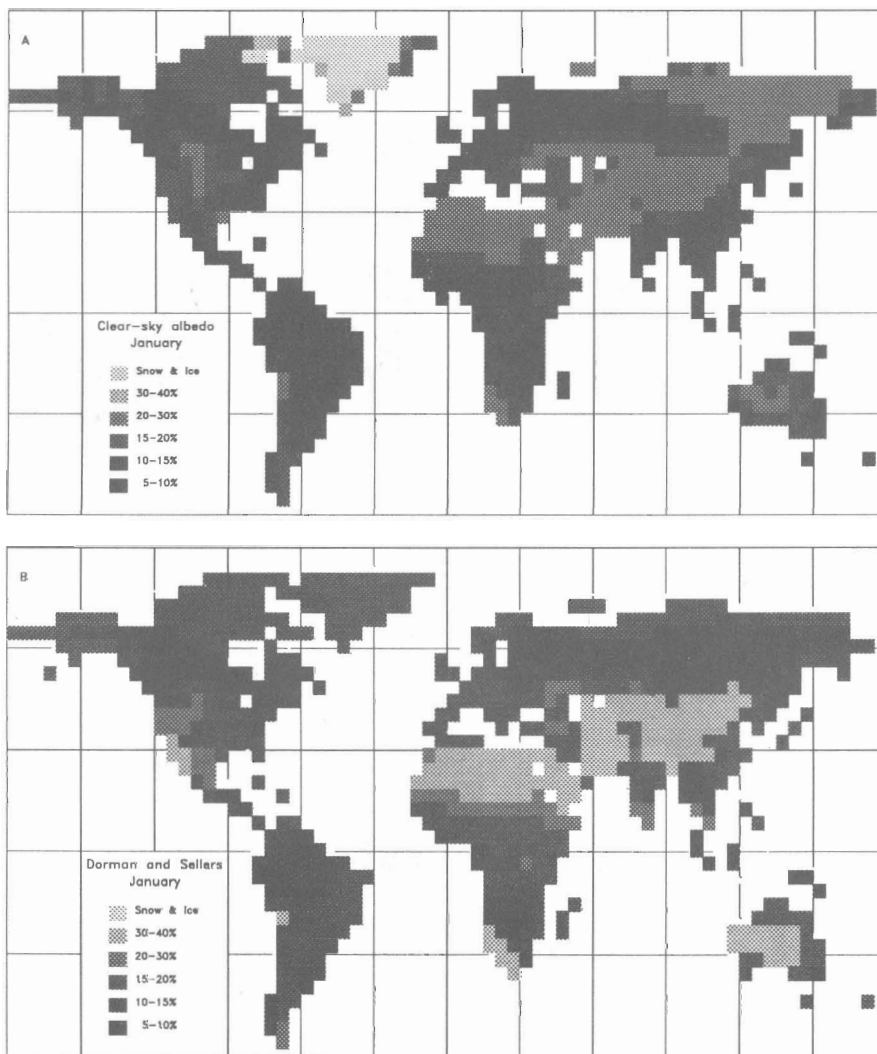 A
Clear-sky albedo
January
Snow & Ice
30-40%
20-30%
15-20%
10-15%
5-10%
B
Dorman and Sellers
January
Snow & Ice
30-40%
20-30%
15-20%
10-15%
5-10%